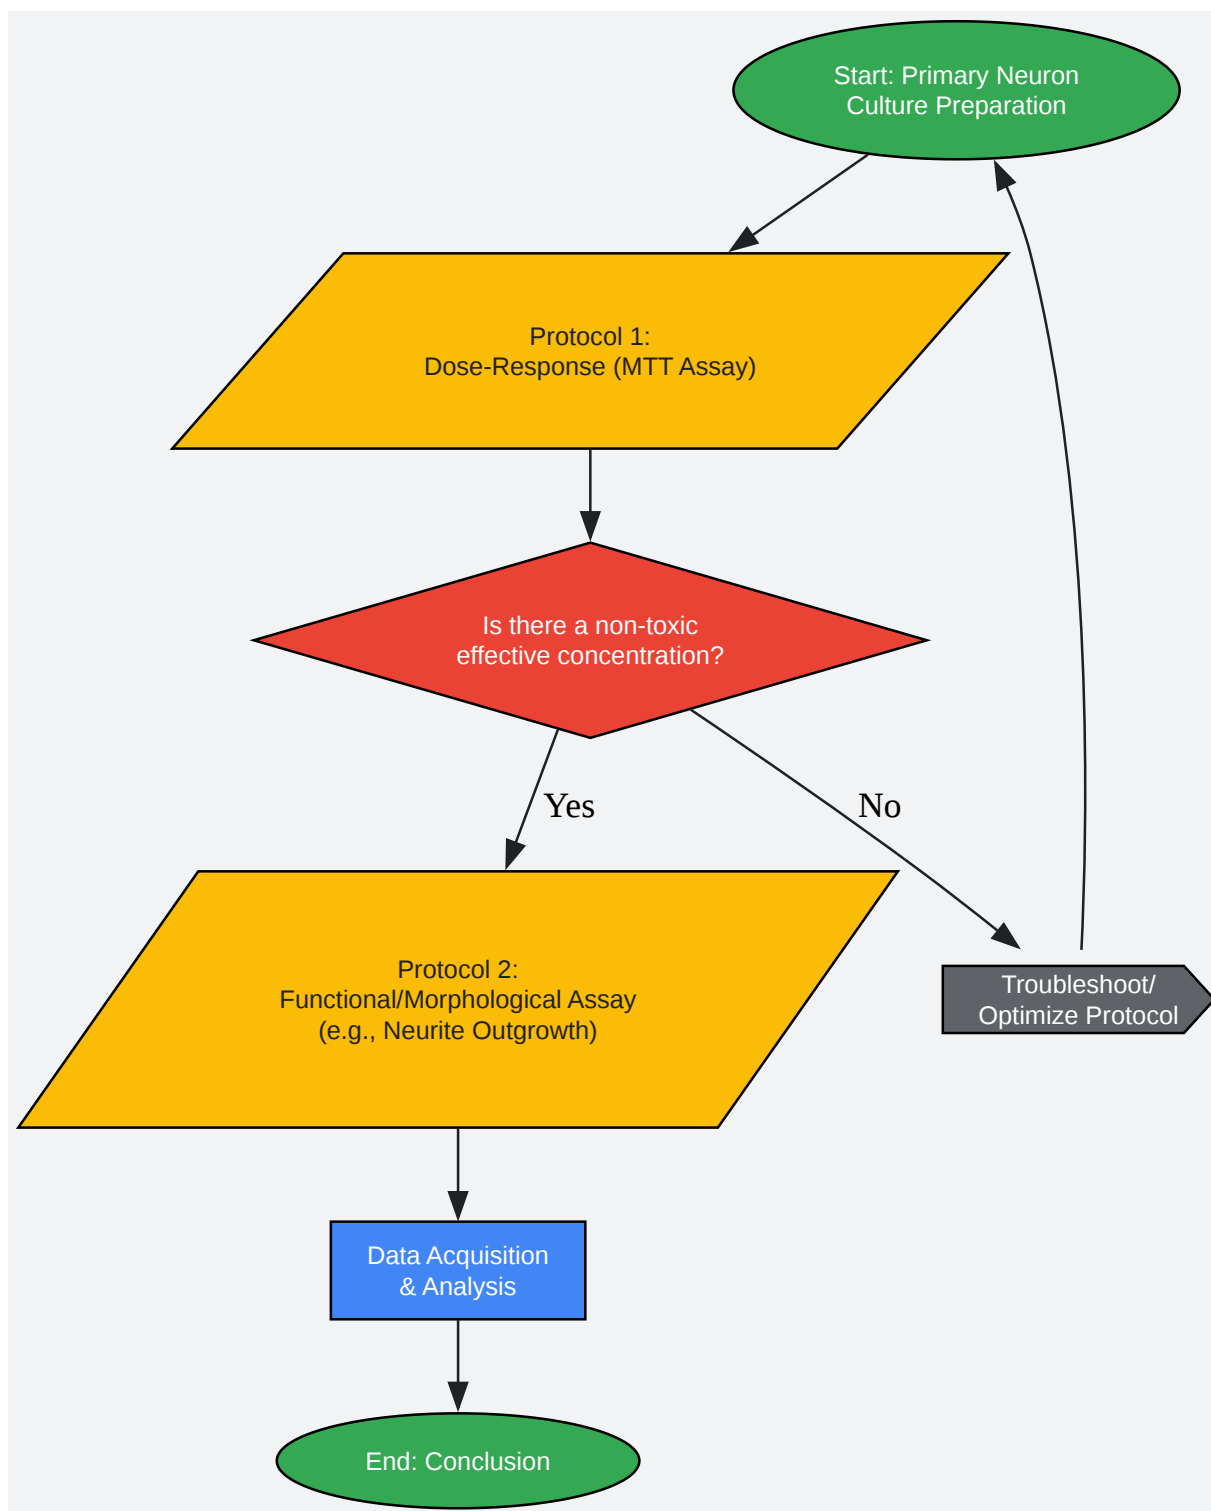 Start: Primary Neuron
Culture Preparation
Protocol 1:
Dose-Response (MTT Assay)
Is there a non-toxic
effective concentration?
Yes
No
Protocol 2:
Functional/Morphological Assay
(e.g., Neurite Outgrowth)
Troubleshoot/
Optimize Protocol
Data Acquisition
& Analysis
End: Conclusion